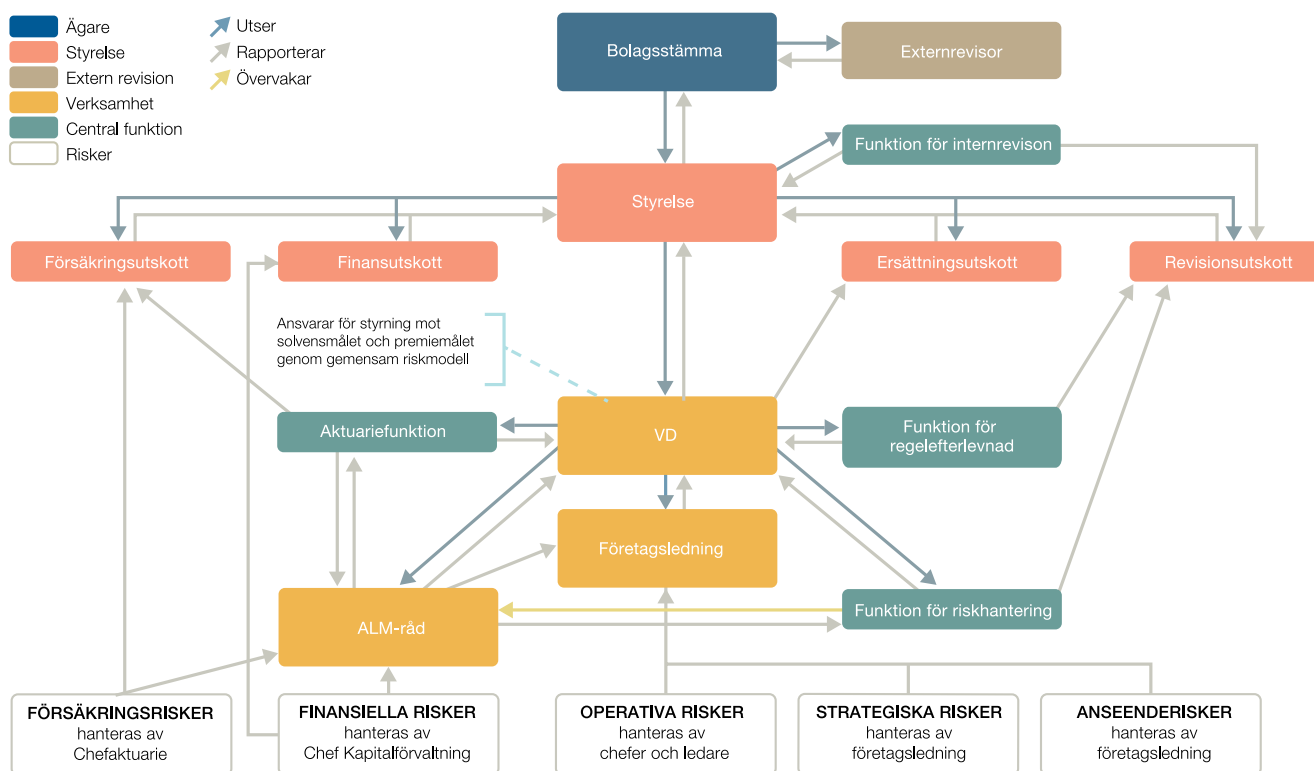 Ägare
Styrelse
Extern revision
Verksamhet
Central funktion
Risker
Utser
Rapporterar
Övervakar
Bolagsstämma
Externrevisor
Funktion för internrevison
Styrelse
Försäkringsutskott
Finansutskott
Ersättningsutskott
Revisionsutskott
Ansvarar för styrning mot
solvensmålet och premiemålet
genom gemensam riskmodell
Aktuariefunktion
VD
Funktion för
regelefterlevnad
Företagsledning
ALM-råd
Funktion för riskhantering
FÖRSÄKRINGSRISKER
hanteras av
Chefaktuarie
FINANSIELLA RISKER
hanteras av
Chef Kapitalförvaltning
OPERATIVA RISKER
hanteras av
chefer och ledare
STRATEGISKA RISKER
hanteras av
företagsledning
ANSEENDERISKER
hanteras av
företagsledning